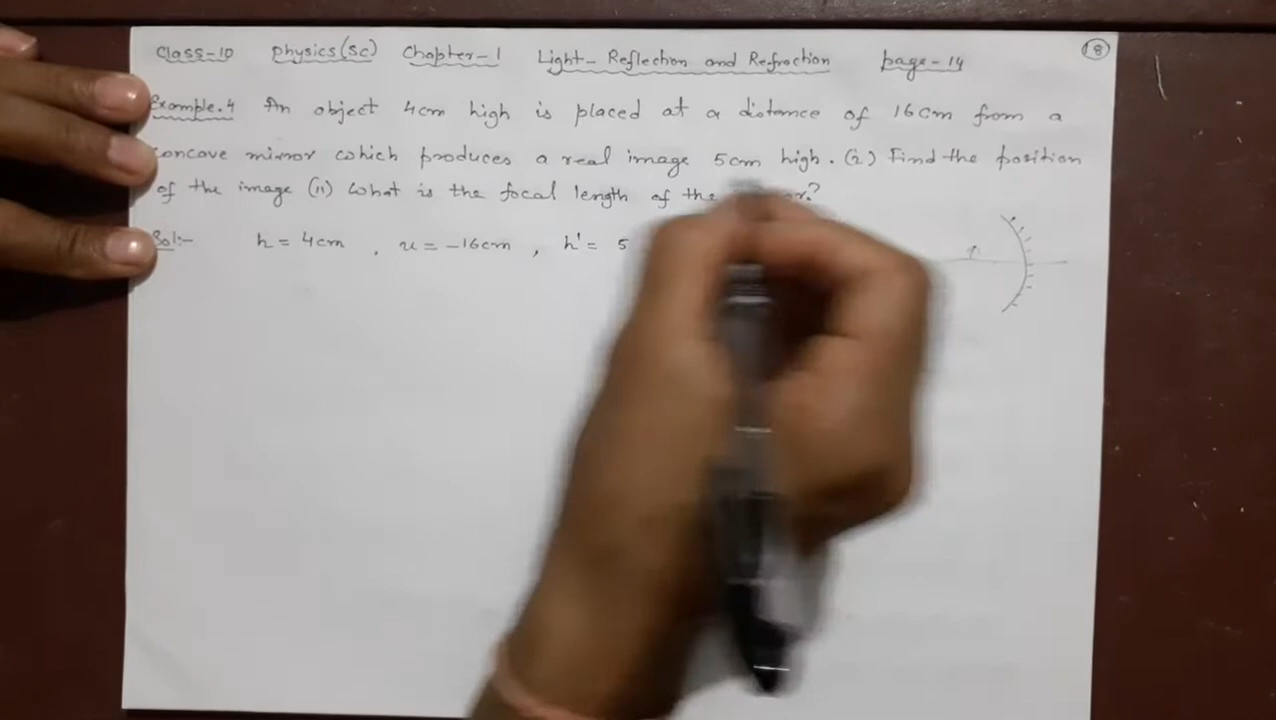 Class-10 Physics(SC) Chapter-1 Light-Reflection and Refraction page-14 18
Example.4 An object 4cm high is placed at a distance of 16cm from a
concave mirror which produces a real image 5cm high. (i) Find the position
of the image (ii) What is the focal length of the
Sol:- h = 4cm , u = -16cm , h' = 5